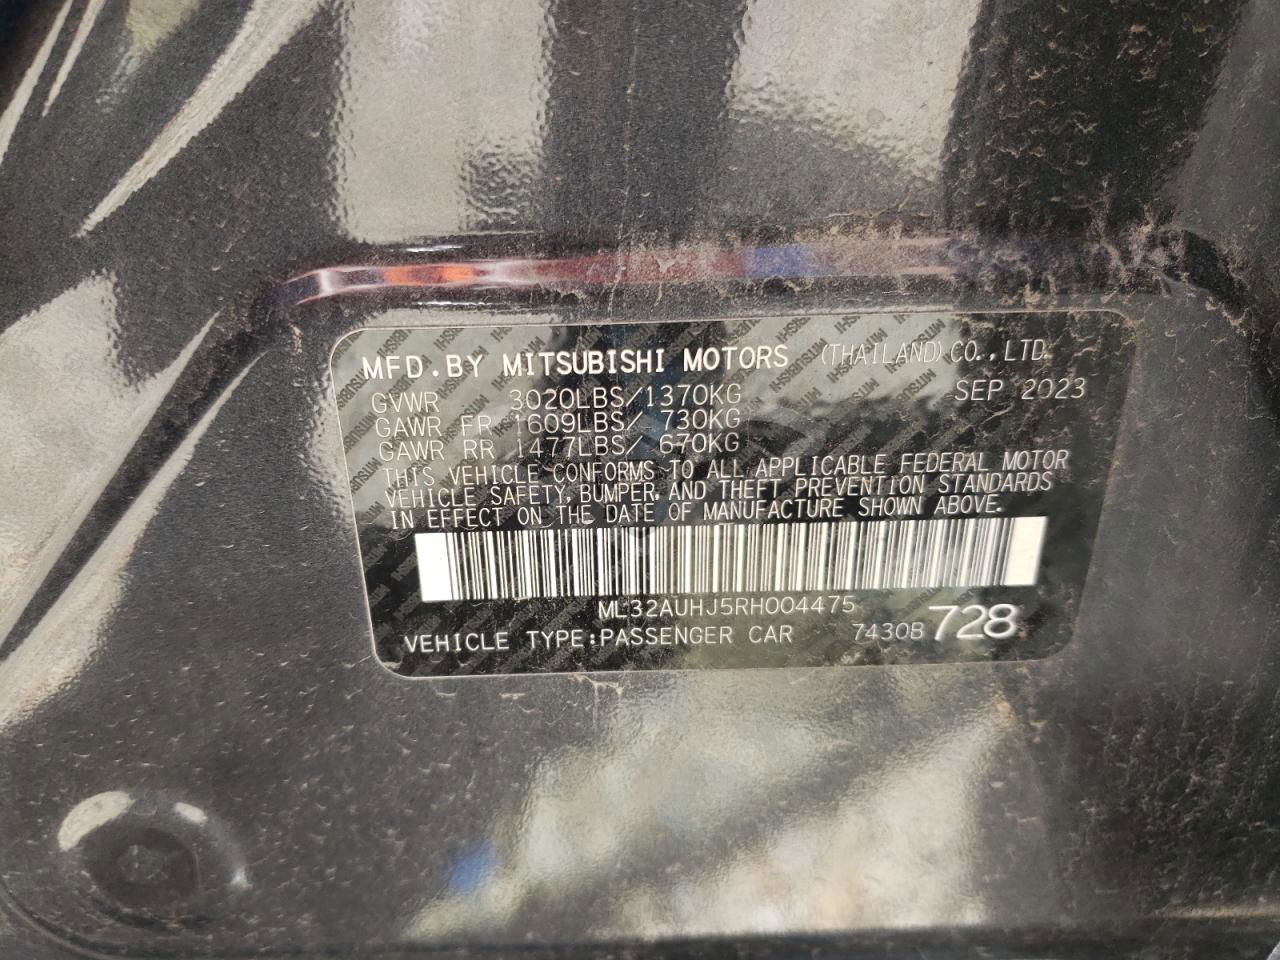 MFD.BY MITSUBISHI MOTORS (THAILAND)CO.,LTD.
SEP 2023
GVWR 3020LBS/1370KG
GAWR FR 1609LBS/ 730KG
GAWR RR 1477LBS/ 670KG
THIS VEHICLE CONFORMS TO ALL APPLICABLE FEDERAL MOTOR
VEHICLE SAFETY, BUMPER, AND THEFT PREVENTION STANDARDS
IN EFFECT ON THE DATE OF MANUFACTURE SHOWN ABOVE.
ML32AUHJ5RH004475
VEHICLE TYPE:PASSENGER CAR 7430B 728